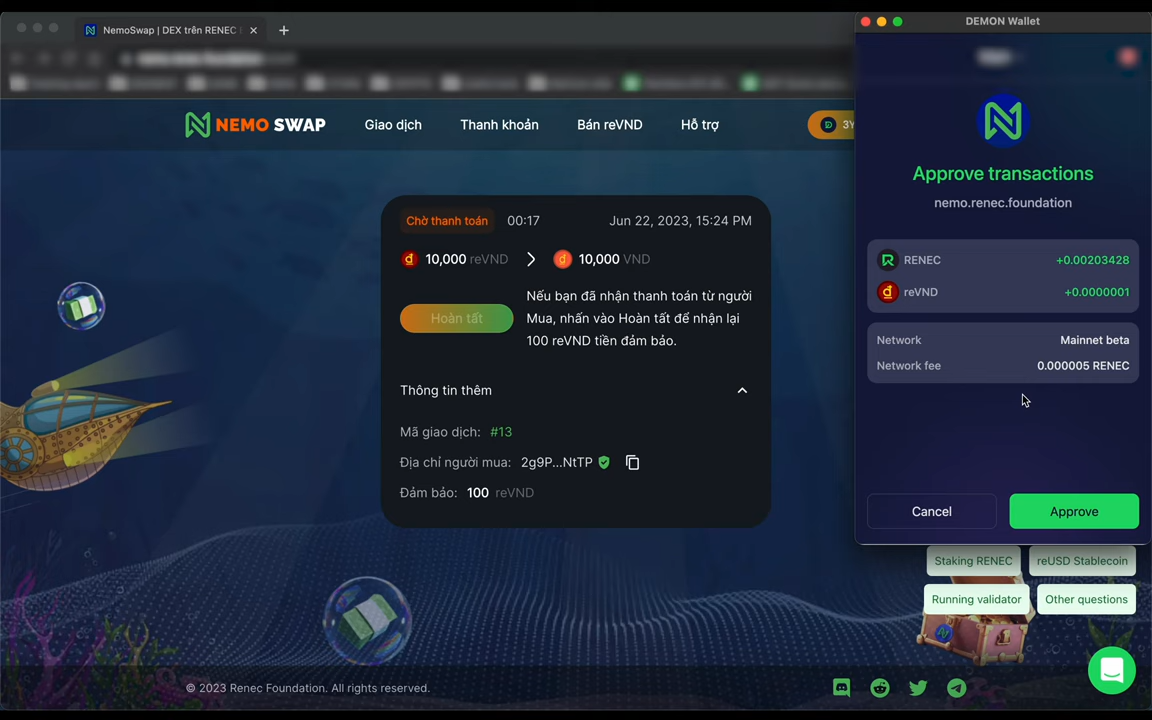 NemoSwap | DEX trên RENEC
NEMO SWAP
Giao dịch
Thanh khoản
Bán reVND
Hỗ trợ
3Y
Chờ thanh toán
00:17
Jun 22, 2023, 15:24 PM
10,000 reVND
10,000 VND
Hoàn tất
Nếu bạn đã nhận thanh toán từ người
Mua, nhấn vào Hoàn tất để nhận lại
100 reVND tiền đảm bảo.
Thông tin thêm
Mã giao dịch: #13
Địa chỉ người mua: 2g9P...NtTP
Đảm bảo: 100 reVND
DEMON Wallet
Approve transactions
nemo.renec.foundation
RENEC +0.00203428
reVND +0.0000001
Network Mainnet beta
Network fee 0.000005 RENEC
Cancel
Approve
Staking RENEC
reUSD Stablecoin
Running validator
Other questions
© 2023 Renec Foundation. All rights reserved.